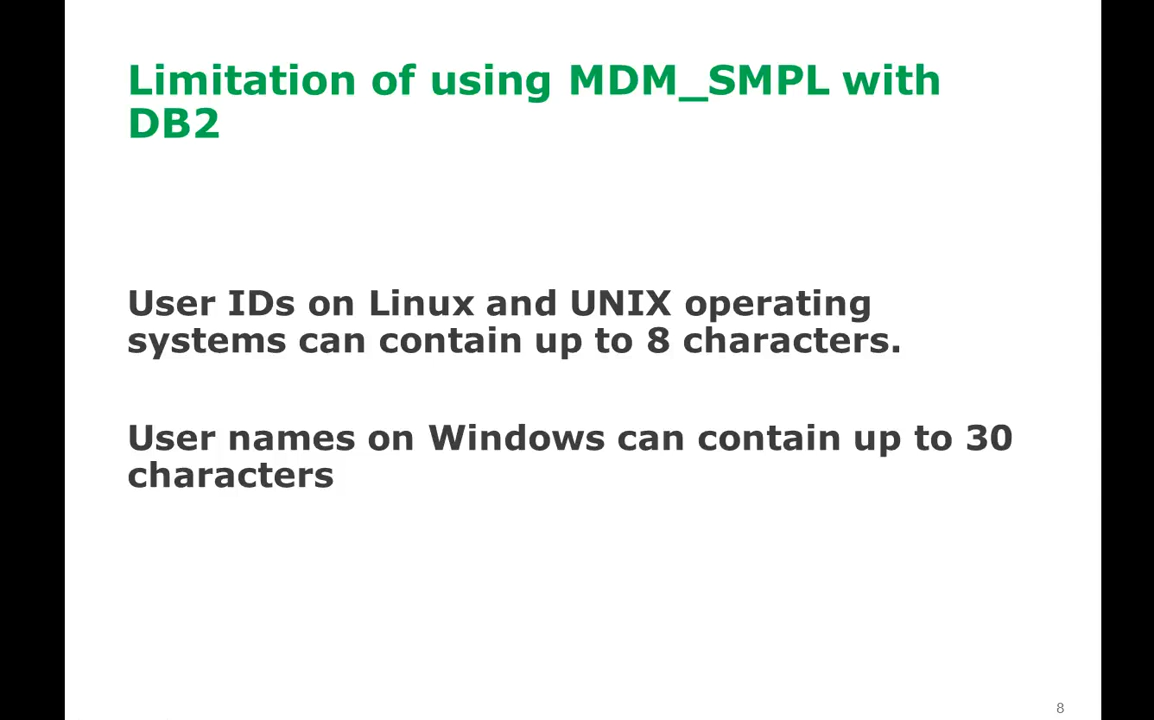 Limitation of using MDM_SMPL with
DB2
User IDs on Linux and UNIX operating
systems can contain up to 8 characters.
User names on Windows can contain up to 30
characters
8